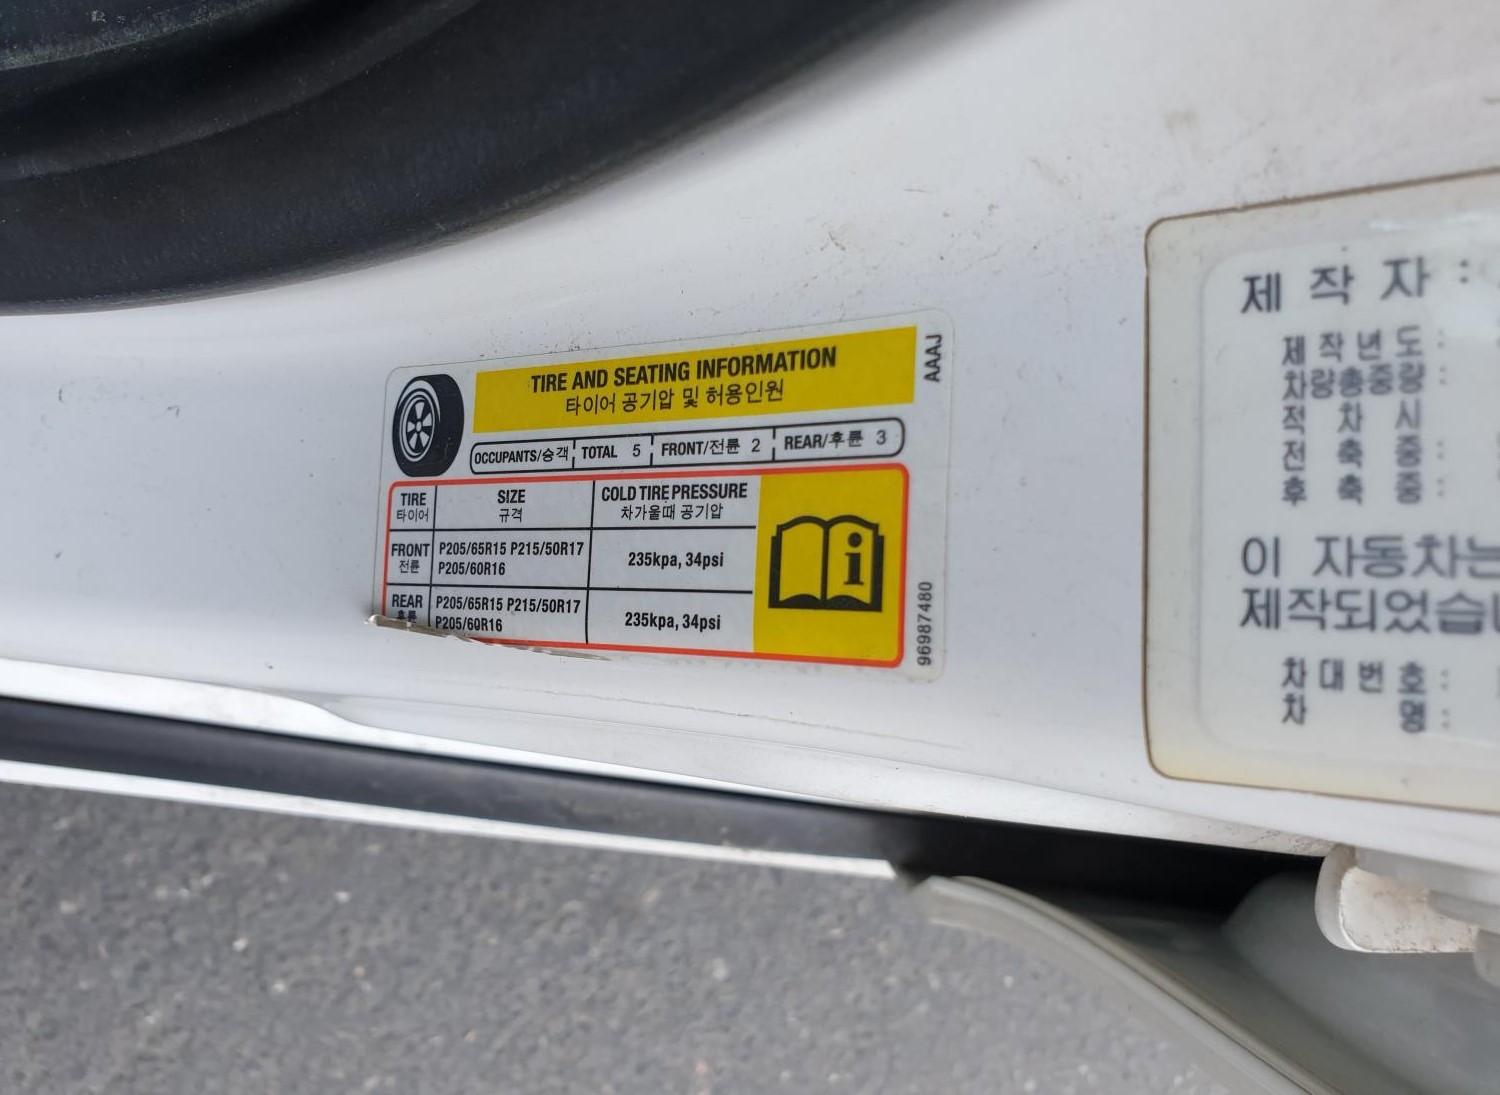 TIRE AND SEATING INFORMATION
타이어 공기압 및 허용인원
AAAJ
OCCUPANTS/승객 TOTAL 5 FRONT/전륜 2 REAR/후륜 3
TIRE SIZE COLD TIRE PRESSURE
타이어 규격 차가울때 공기압
FRONT P205/65R15 P215/50R17 235kpa, 34psi
전륜 P205/60R16
REAR P205/65R15 P215/50R17 235kpa, 34psi
후륜 P205/60R16
96987480
제작자 :
제작년도 :
차량총중량 :
적차시
전축중 :
후축중 :
이 자동차는
제작되었습
차대번호 :
차명 :